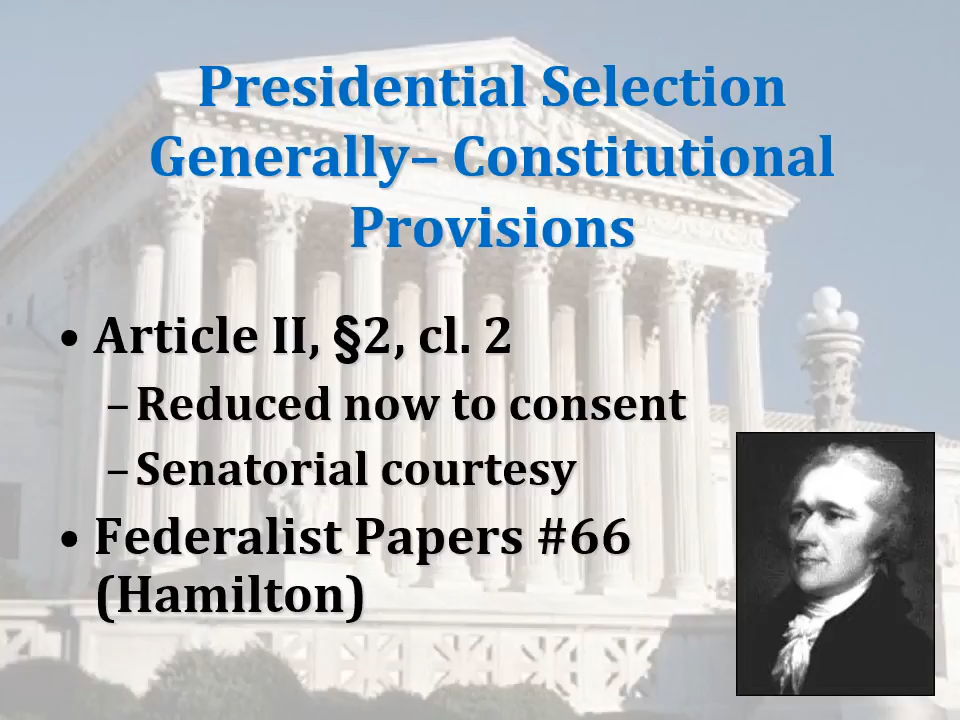 Presidential Selection
Generally– Constitutional
Provisions
• Article II, §2, cl. 2
– Reduced now to consent
– Senatorial courtesy
• Federalist Papers #66
(Hamilton)